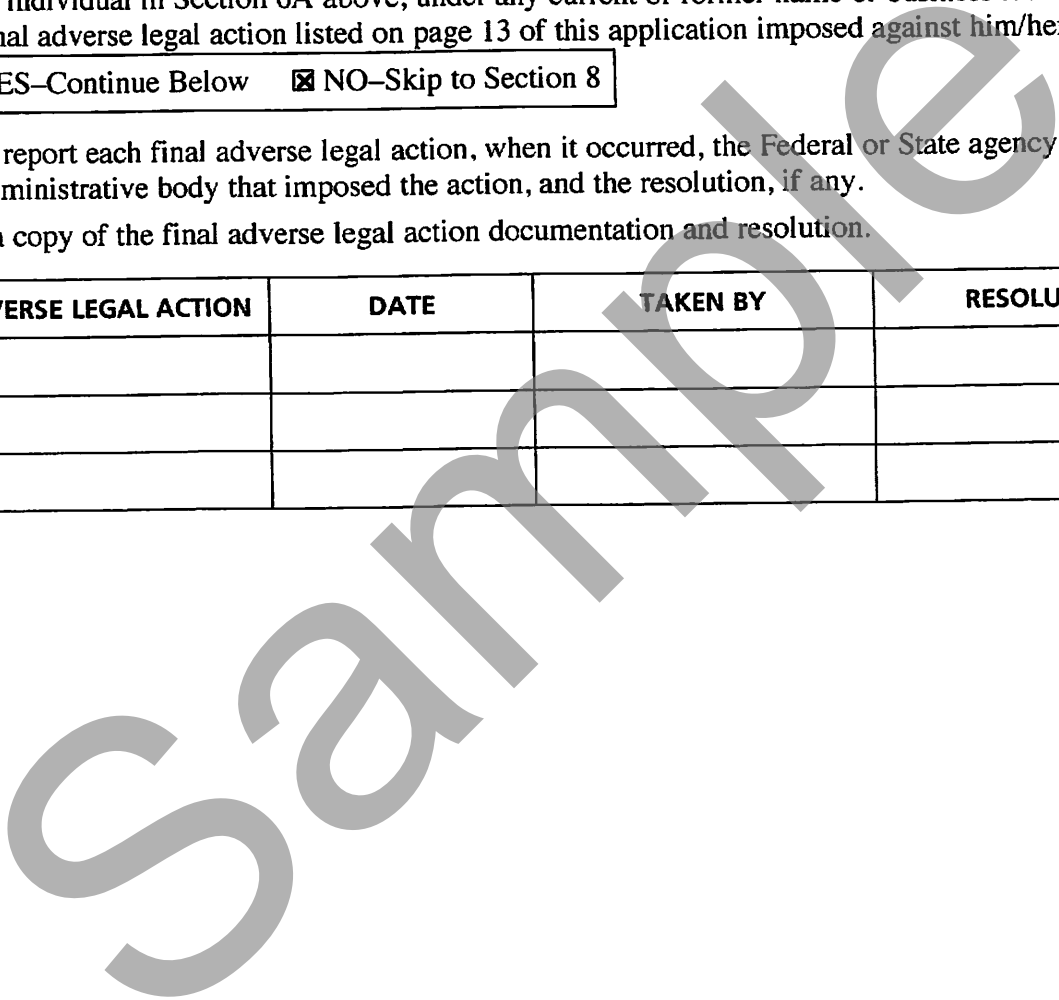 individual in Section 6A above, under any current or former name or business
nal adverse legal action listed on page 13 of this application imposed against him/he
ES–Continue Below ☒ NO–Skip to Section 8
report each final adverse legal action, when it occurred, the Federal or State agency
ministrative body that imposed the action, and the resolution, if any.
copy of the final adverse legal action documentation and resolution.
VERSE LEGAL ACTION DATE TAKEN BY RESOLU
Sample